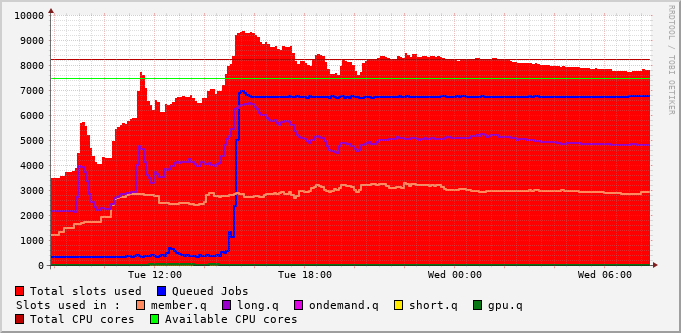 10000
9000
8000
7000
6000
5000
4000
3000
2000
1000
0
Tue 12:00 Tue 18:00 Wed 00:00 Wed 06:00
RRDTOOL / TOBI OETIKER
Total slots used Queued Jobs
Slots used in : member.q long.q ondemand.q short.q gpu.q
Total CPU cores Available CPU cores